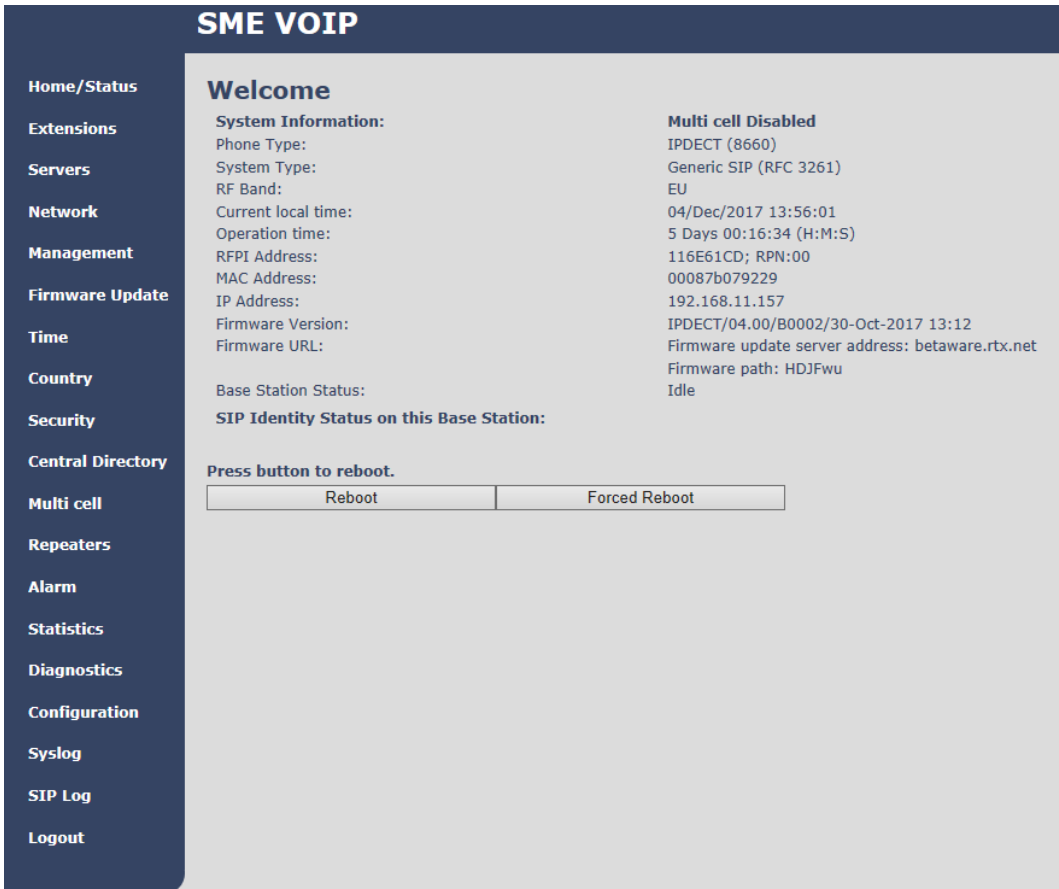 SME VOIP
Home/Status
Extensions
Servers
Network
Management
Firmware Update
Time
Country
Security
Central Directory
Multi cell
Repeaters
Alarm
Statistics
Diagnostics
Configuration
Syslog
SIP Log
Logout
Welcome
System Information: Multi cell Disabled
Phone Type: IPDECT (8660)
System Type: Generic SIP (RFC 3261)
RF Band: EU
Current local time: 04/Dec/2017 13:56:01
Operation time: 5 Days 00:16:34 (H:M:S)
RFPI Address: 116E61CD; RPN:00
MAC Address: 00087b079229
IP Address: 192.168.11.157
Firmware Version: IPDECT/04.00/B0002/30-Oct-2017 13:12
Firmware URL: Firmware update server address: betaware.rtx.net
Firmware path: HDJFwu
Base Station Status: Idle
SIP Identity Status on this Base Station:
Press button to reboot.
Reboot Forced Reboot